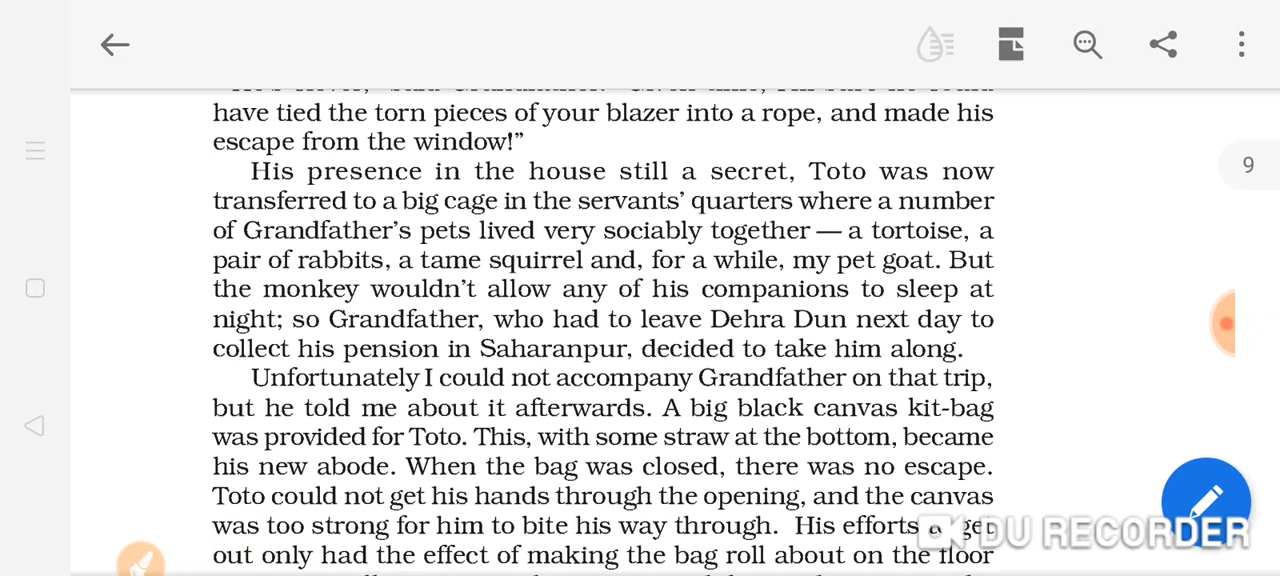 have tied the torn pieces of your blazer into a rope, and made his
escape from the window!”
His presence in the house still a secret, Toto was now
transferred to a big cage in the servants’ quarters where a number
of Grandfather’s pets lived very sociably together — a tortoise, a
pair of rabbits, a tame squirrel and, for a while, my pet goat. But
the monkey wouldn’t allow any of his companions to sleep at
night; so Grandfather, who had to leave Dehra Dun next day to
collect his pension in Saharanpur, decided to take him along.
Unfortunately I could not accompany Grandfather on that trip,
but he told me about it afterwards. A big black canvas kit-bag
was provided for Toto. This, with some straw at the bottom, became
his new abode. When the bag was closed, there was no escape.
Toto could not get his hands through the opening, and the canvas
was too strong for him to bite his way through. His efforts to get
out only had the effect of making the bag roll about on the floor
9
DU RECORDER